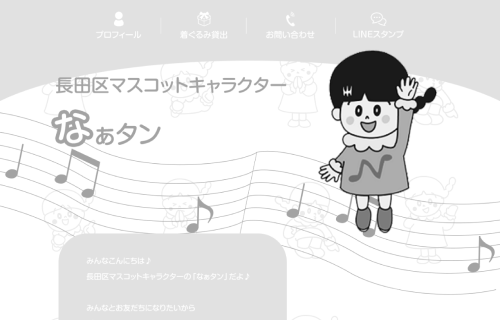 プロフィール
着ぐるみ貸出
お問い合わせ
LINEスタンプ
長田区マスコットキャラクター
なぁタン
N
みんなこんにちは♪
長田区マスコットキャラクターの「なぁタン」だよ♪
みんなとお友だちになりたいから